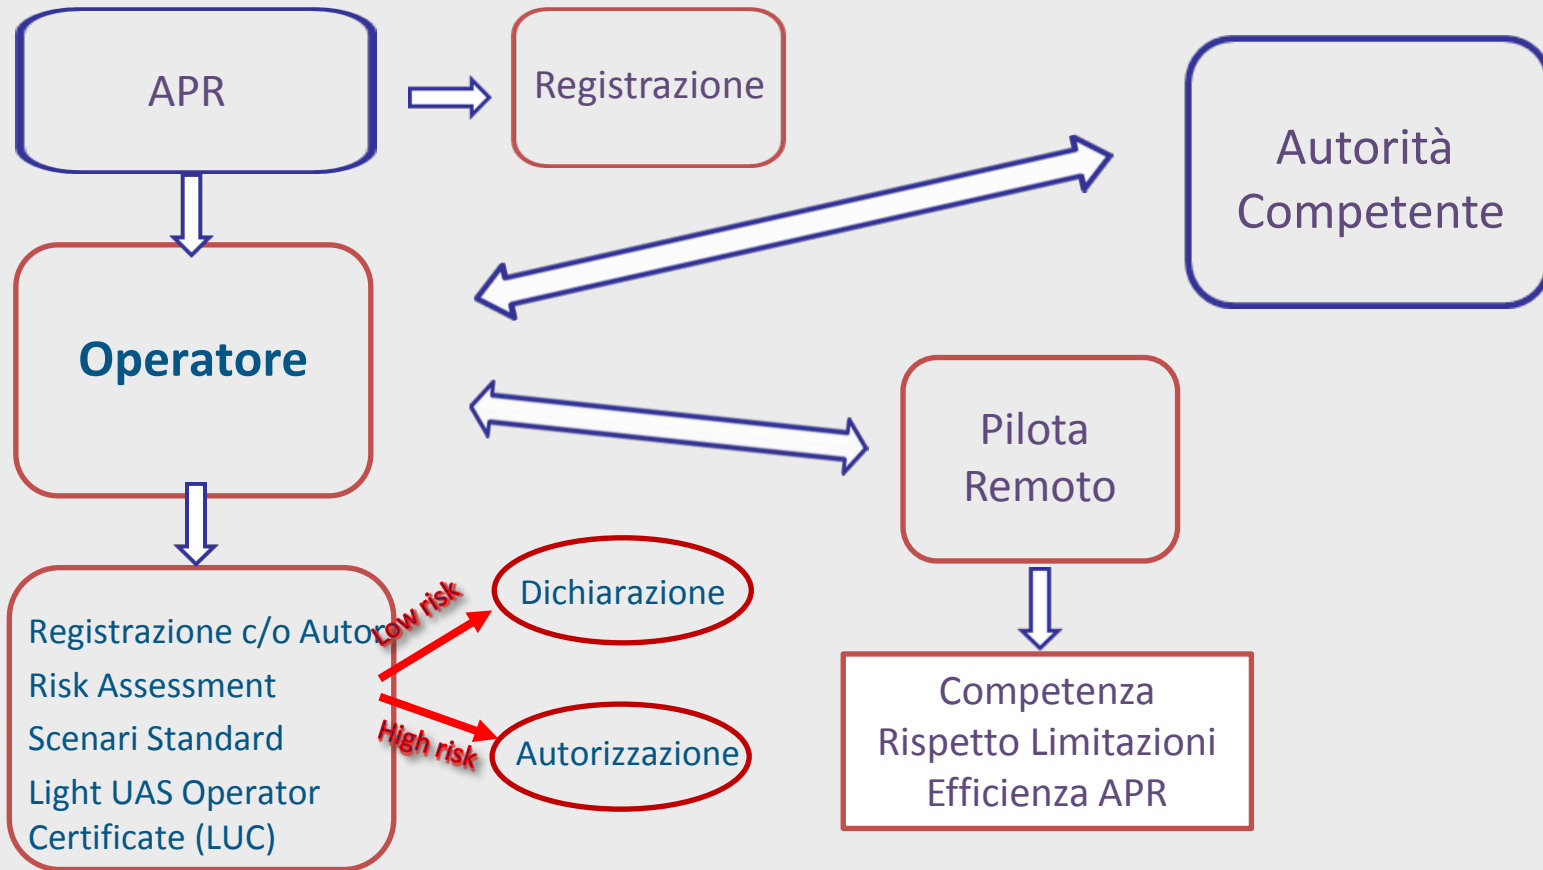 APR
Registrazione
Autorità
Competente
Operatore
Pilota
Remoto
Registrazione c/o Autor
Risk Assessment
Scenari Standard
Light UAS Operator
Certificate (LUC)
Low risk
High risk
Dichiarazione
Autorizzazione
Competenza
Rispetto Limitazioni
Efficienza APR